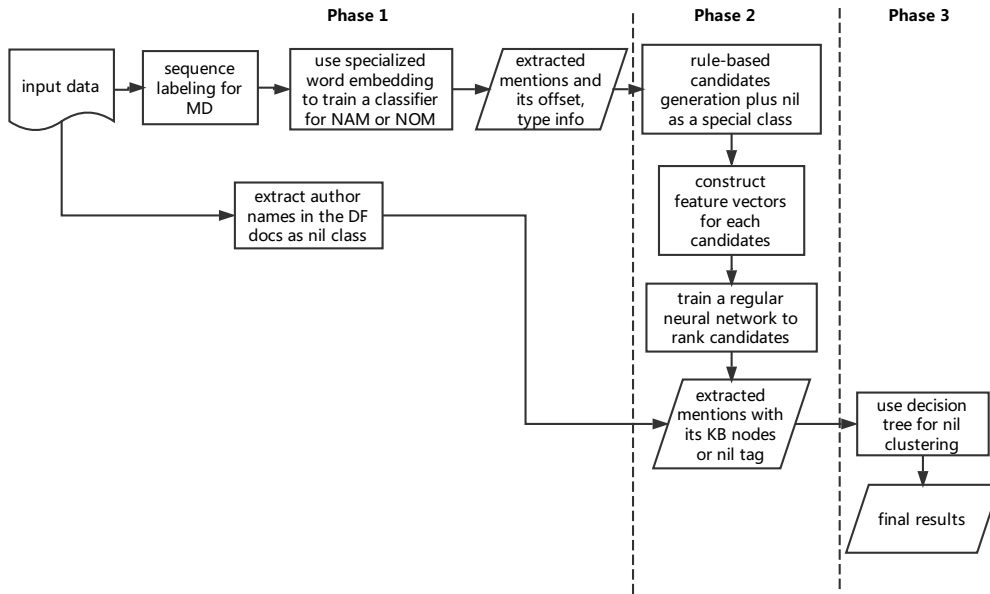 Phase 1
Phase 2
Phase 3
input data
sequence
labeling for
MD
use specialized
word embedding
to train a classifier
for NAM or NOM
extracted
mentions and
its offset,
type info
rule-based
candidates
generation plus nil
as a special class
extract author
names in the DF
docs as nil class
construct
feature vectors
for each
candidates
train a regular
neural network to
rank candidates
extracted
mentions with
its KB nodes
or nil tag
use decision
tree for nil
clustering
final results